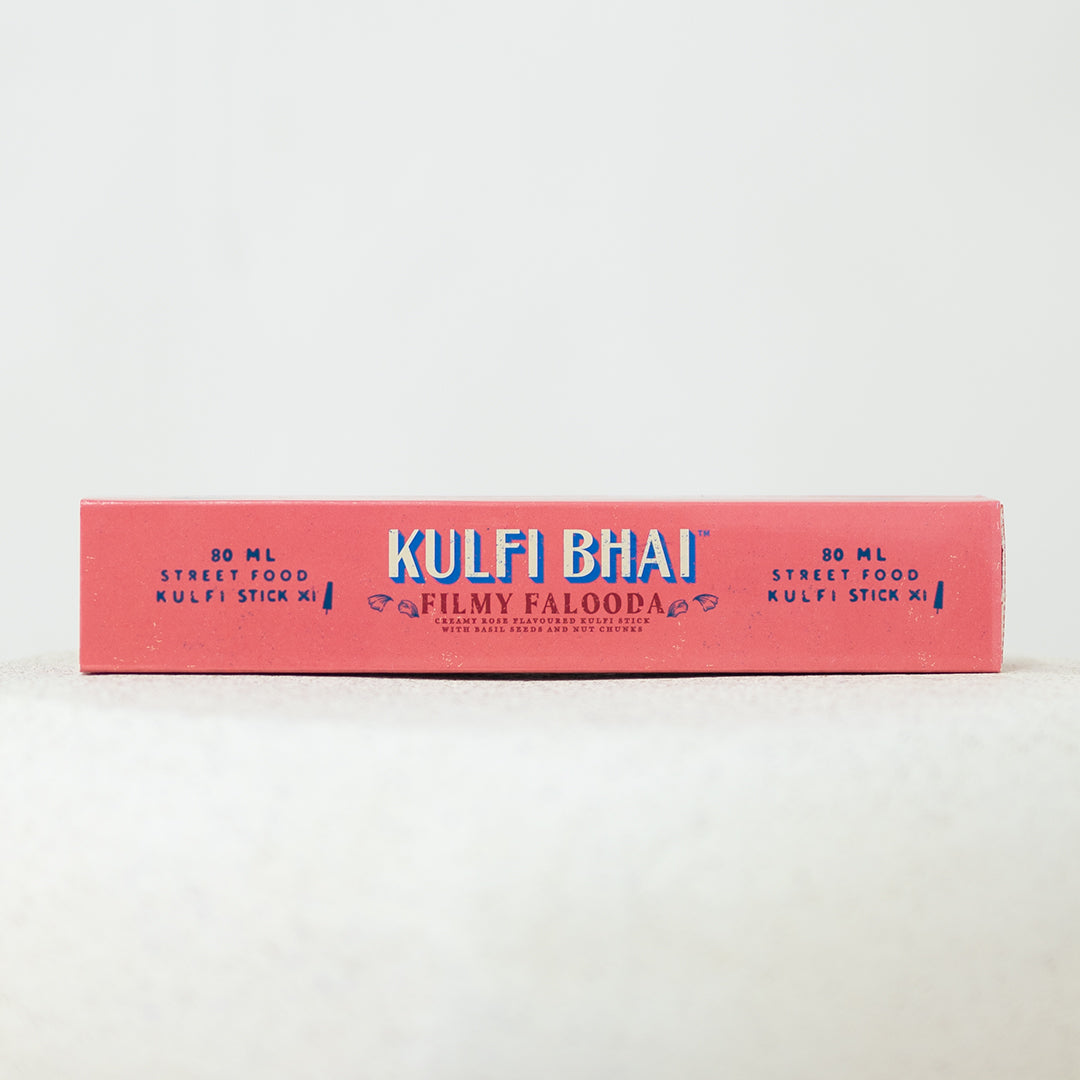 80 ML
STREET FOOD
KULFI STICK X1
KULFI BHAI™
FILMY FALOODA
CREAMY ROSE FLAVOURED KULFI STICK
WITH BASIL SEEDS AND NUT CHUNKS
80 ML
STREET FOOD
KULFI STICK X1